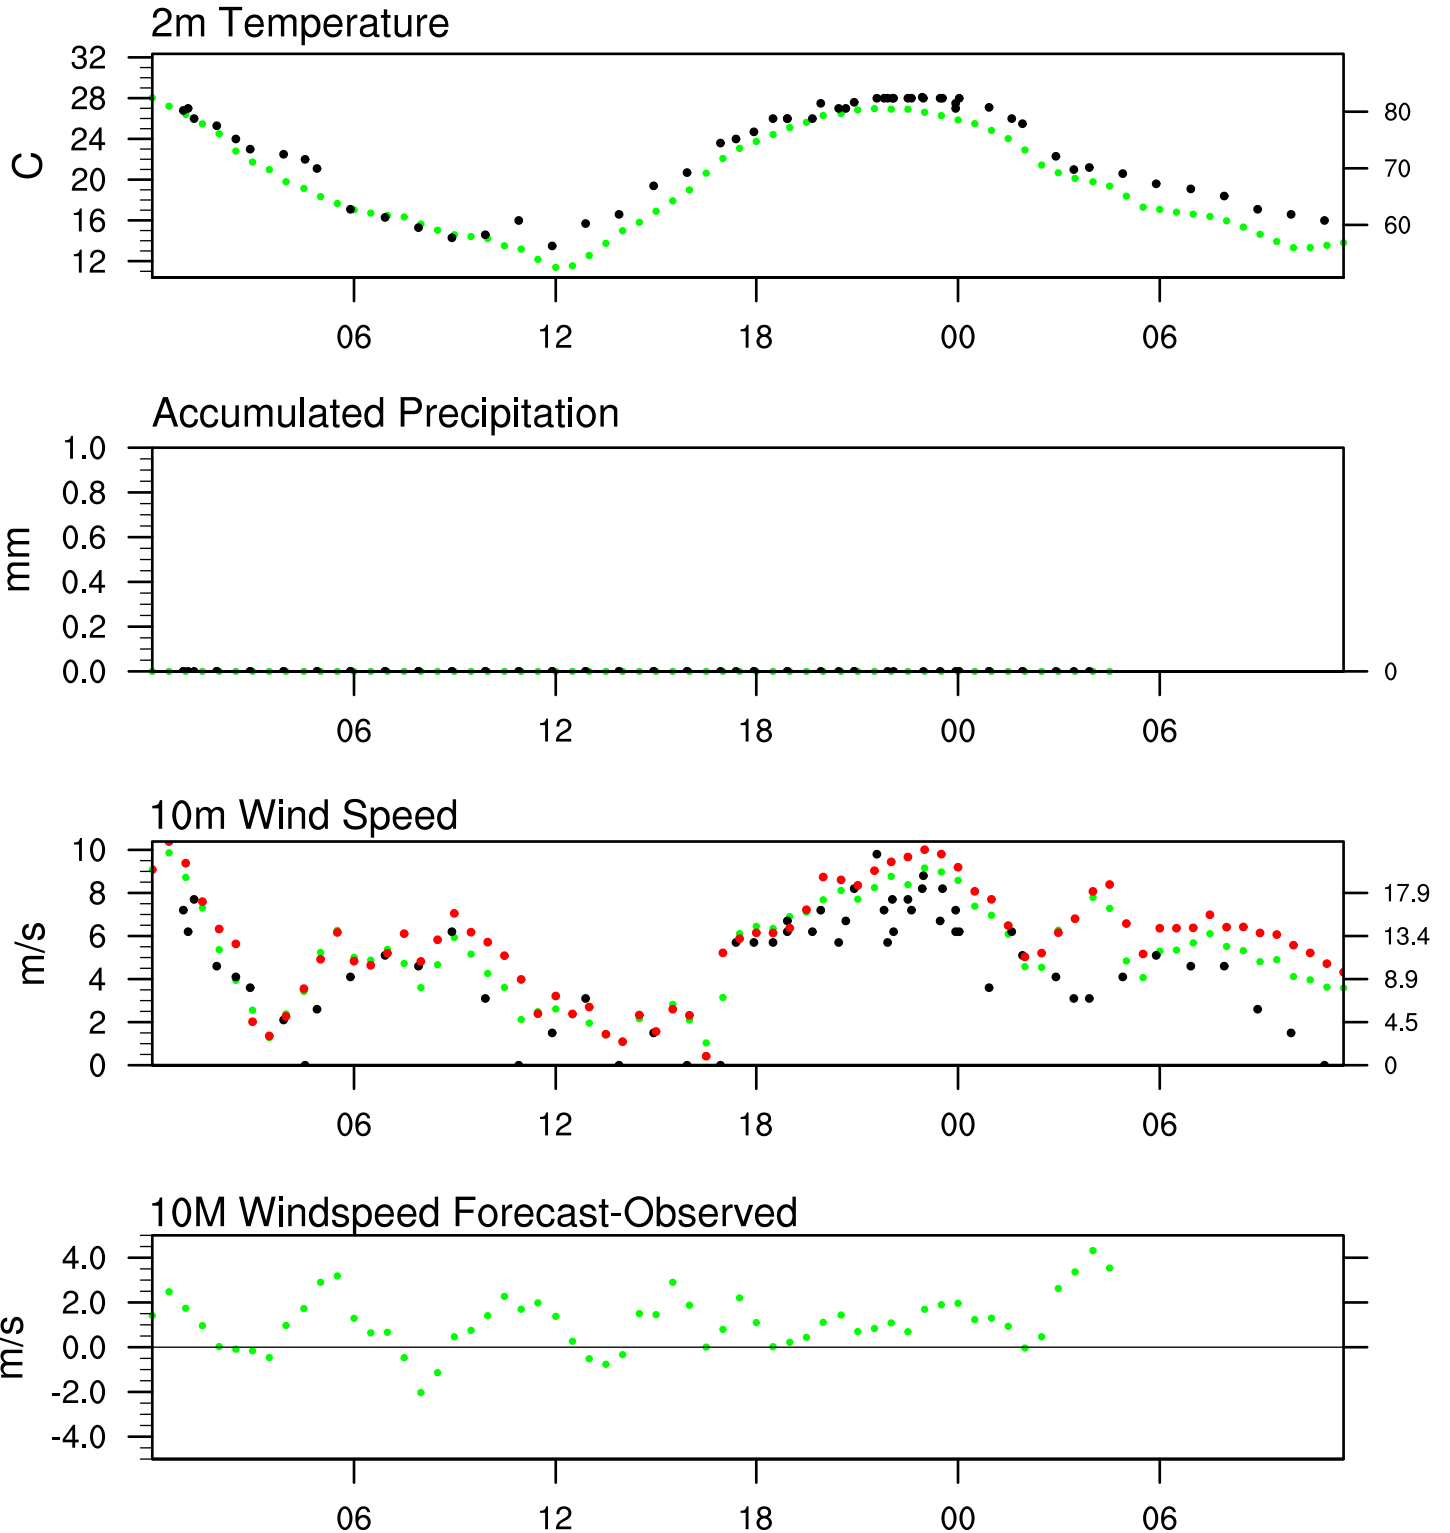 2m Temperature
32
28
24
20
16
12
C
80
70
60
06 12 18 00 06
Accumulated Precipitation
1.0
0.8
0.6
0.4
0.2
0.0
mm
0
06 12 18 00 06
10m Wind Speed
10
8
6
4
2
0
m/s
17.9
13.4
8.9
4.5
0
06 12 18 00 06
10M Windspeed Forecast-Observed
4.0
2.0
0.0
-2.0
-4.0
m/s
06 12 18 00 06